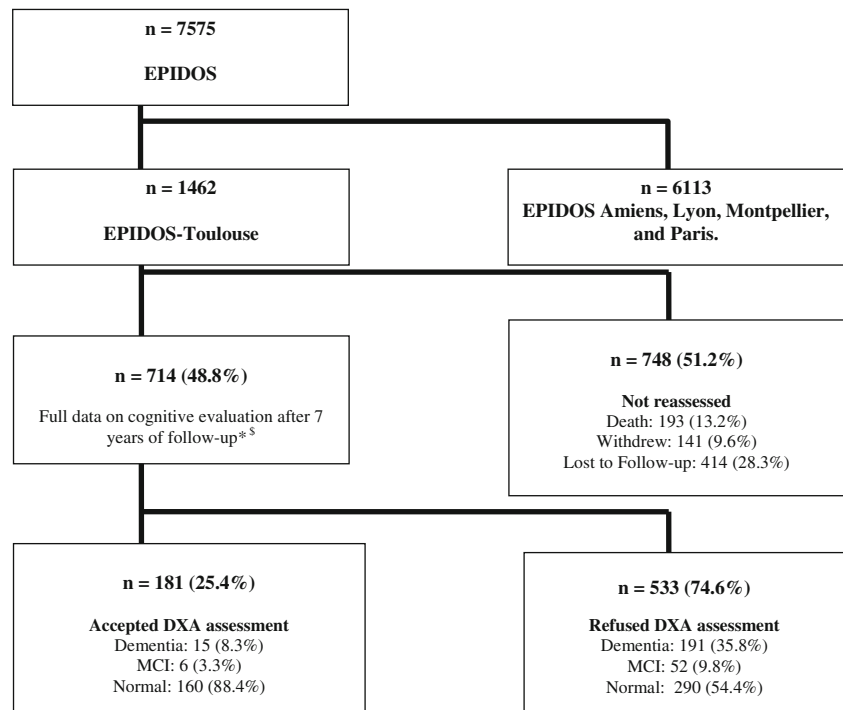 n = 7575
EPIDOS
n = 1462
EPIDOS-Toulouse
n = 6113
EPIDOS Amiens, Lyon, Montpellier,
and Paris.
n = 714 (48.8%)
Full data on cognitive evaluation after 7
years of follow-up* $
n = 748 (51.2%)
Not reassessed
Death: 193 (13.2%)
Withdrew: 141 (9.6%)
Lost to Follow-up: 414 (28.3%)
n = 181 (25.4%)
Accepted DXA assessment
Dementia: 15 (8.3%)
MCI: 6 (3.3%)
Normal: 160 (88.4%)
n = 533 (74.6%)
Refused DXA assessment
Dementia: 191 (35.8%)
MCI: 52 (9.8%)
Normal: 290 (54.4%)